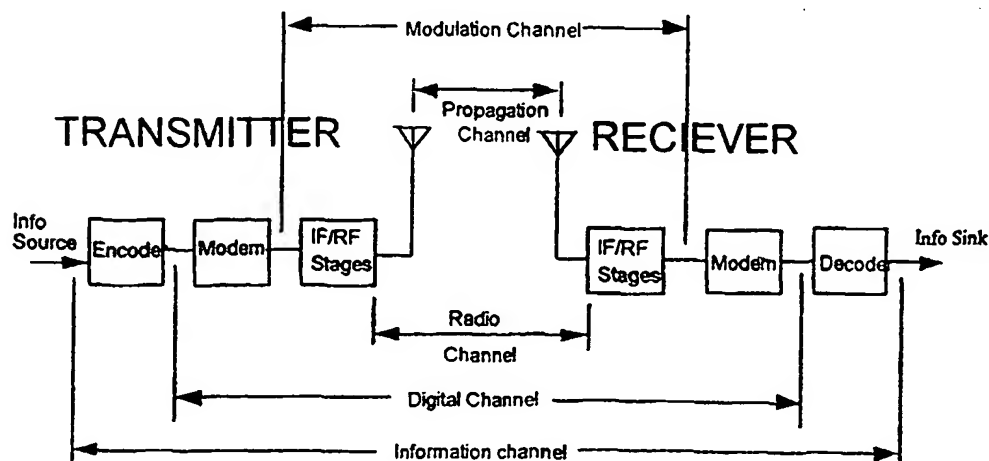 Modulation Channel
Propagation
Channel
TRANSMITTER
RECIEVER
Info
Source
Encode
Modem
IF/RF
Stages
IF/RF
Stages
Modem
Decoder
Info Sink
Radio
Channel
Digital Channel
Information channel